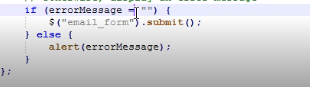 if (errorMessage = "") {
$("email_form").submit();
} else {
alert(errorMessage);
}
};